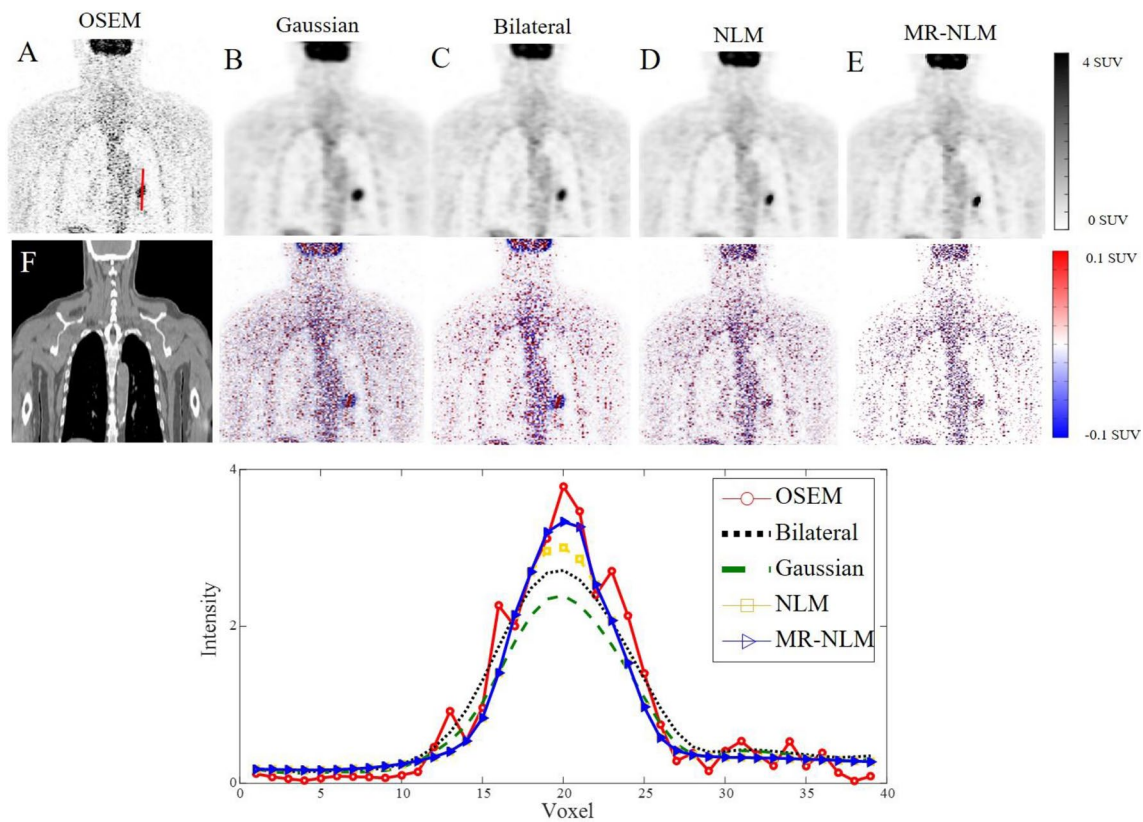 OSEM
Gaussian
Bilateral
NLM
MR-NLM
A
B
C
D
E
4 SUV
0 SUV
F
0.1 SUV
-0.1 SUV
4
2
0
Intensity
OSEM
Bilateral
Gaussian
NLM
MR-NLM
0 5 10 15 20 25 30 35 40
Voxel